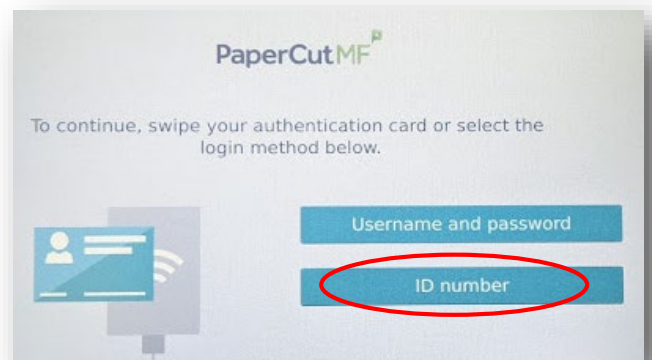 PaperCutMF
To continue, swipe your authentication card or select the
login method below.
Username and password
ID number